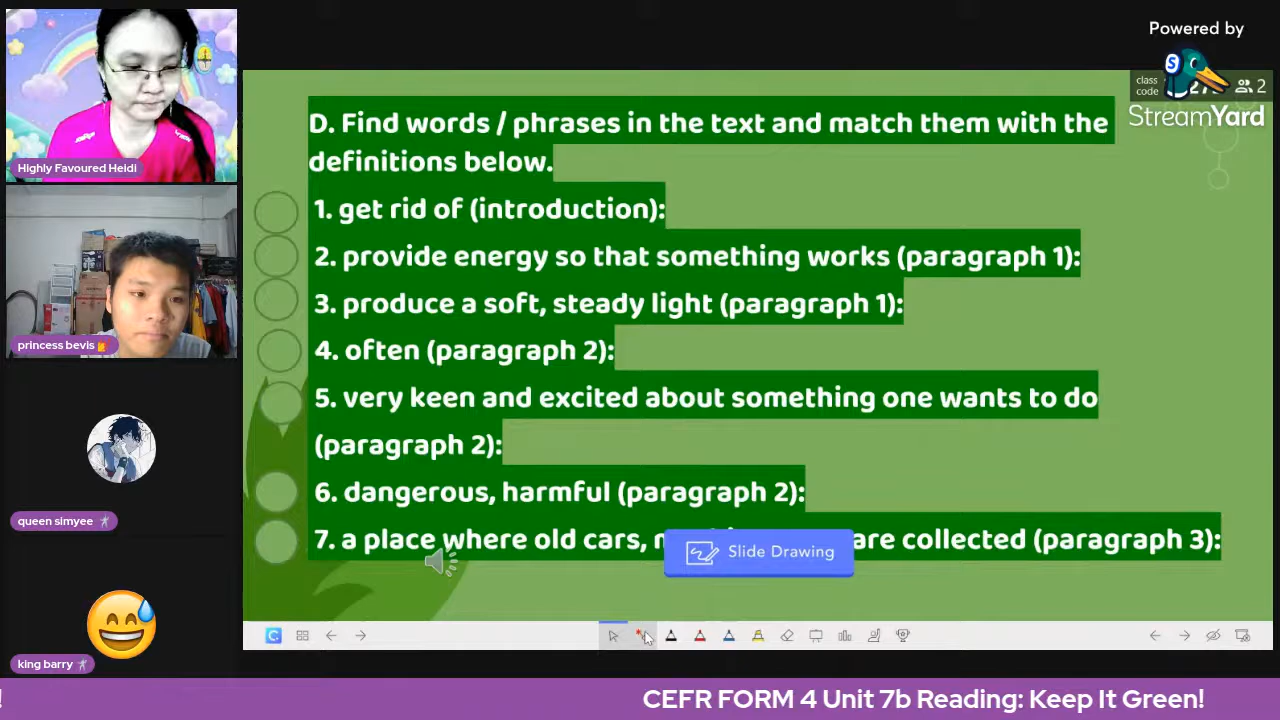 Powered by
StreamYard
class
code
2
Highly Favoured Heidi
princess bevis
queen simyee
king barry
D. Find words / phrases in the text and match them with the
definitions below.
1. get rid of (introduction):
2. provide energy so that something works (paragraph 1):
3. produce a soft, steady light (paragraph 1):
4. often (paragraph 2):
5. very keen and excited about something one wants to do
(paragraph 2):
6. dangerous, harmful (paragraph 2):
7. a place where old cars, are collected (paragraph 3):
Slide Drawing
! CEFR FORM 4 Unit 7b Reading: Keep It Green!